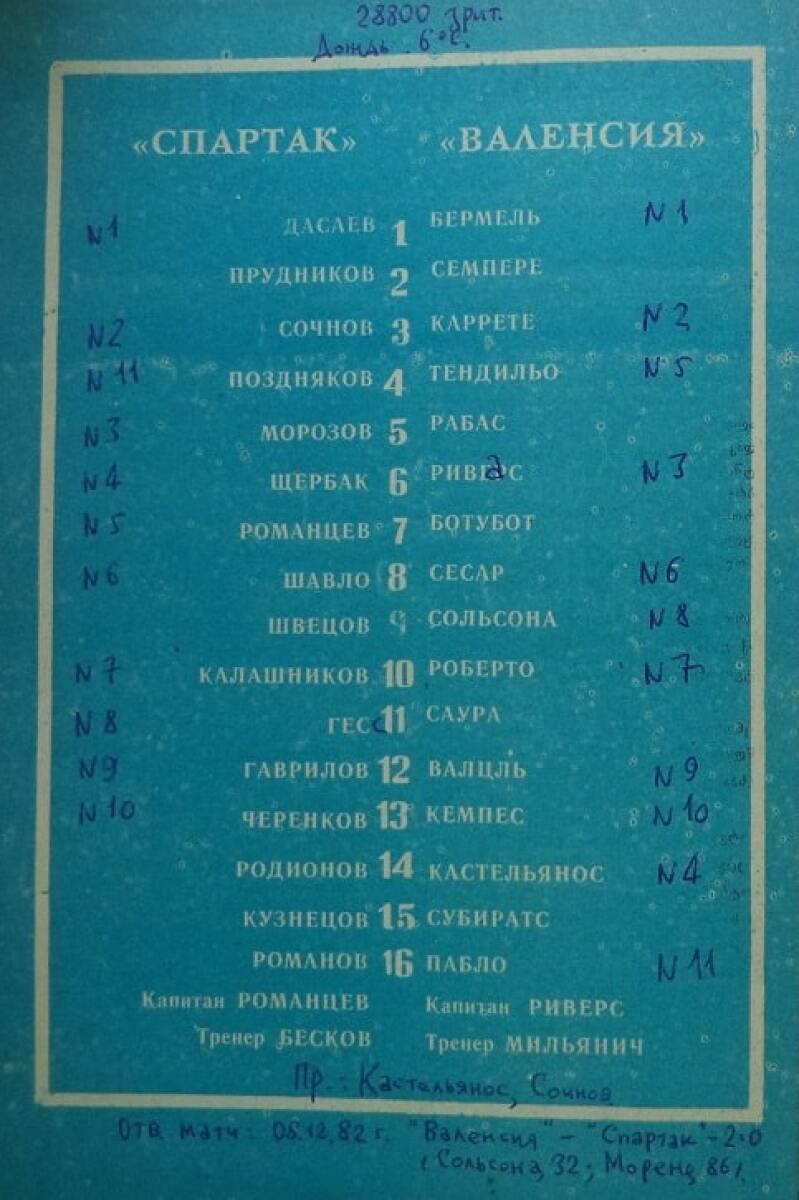 28800 зрит.
Дождь. 6°С.
«СПАРТАК» «ВАЛЕНСИЯ»
N1 ДАСАЕВ 1 БЕРМЕЛЬ N1
ПРУДНИКОВ 2 СЕМПЕРЕ
N2 СОЧНОВ 3 КАРРЕТЕ N2
N11 ПОЗДНЯКОВ 4 ТЕНДИЛЬО N5
N3 МОРОЗОВ 5 РАБАС
N4 ЩЕРБАК 6 РИВЕС N3
N5 РОМАНЦЕВ 7 БОТУБОТ
N6 ШАВЛО 8 СЕСАР N6
ШВЕЦОВ 9 СОЛЬСОНА N8
N7 КАЛАШНИКОВ 10 РОБЕРТО N7
N8 ГЕСС 11 САУРА
N9 ГАВРИЛОВ 12 ВАЛЦЛЬ N9
N10 ЧЕРЕНКОВ 13 КЕМПЕС N10
РОДИОНОВ 14 КАСТЕЛЬЯНОС N4
КУЗНЕЦОВ 15 СУБИРАТС
РОМАНОВ 16 ПАБЛО N11
Капитан РОМАНЦЕВ Капитан РИВЕРС
Тренер БЕСКОВ Тренер МИЛЬЯНИЧ
Пр.: Кастельянос, Сочнов
Отв. матч: 08.12.82 г. "Валенсия" - "Спартак" - 2:0
(Сольсона, 32; Морена, 86).